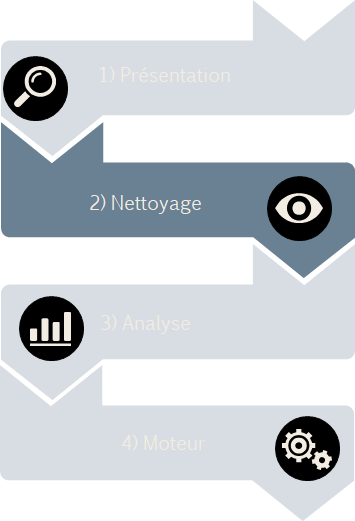 1) Présentation
2) Nettoyage
3) Analyse
4) Moteur